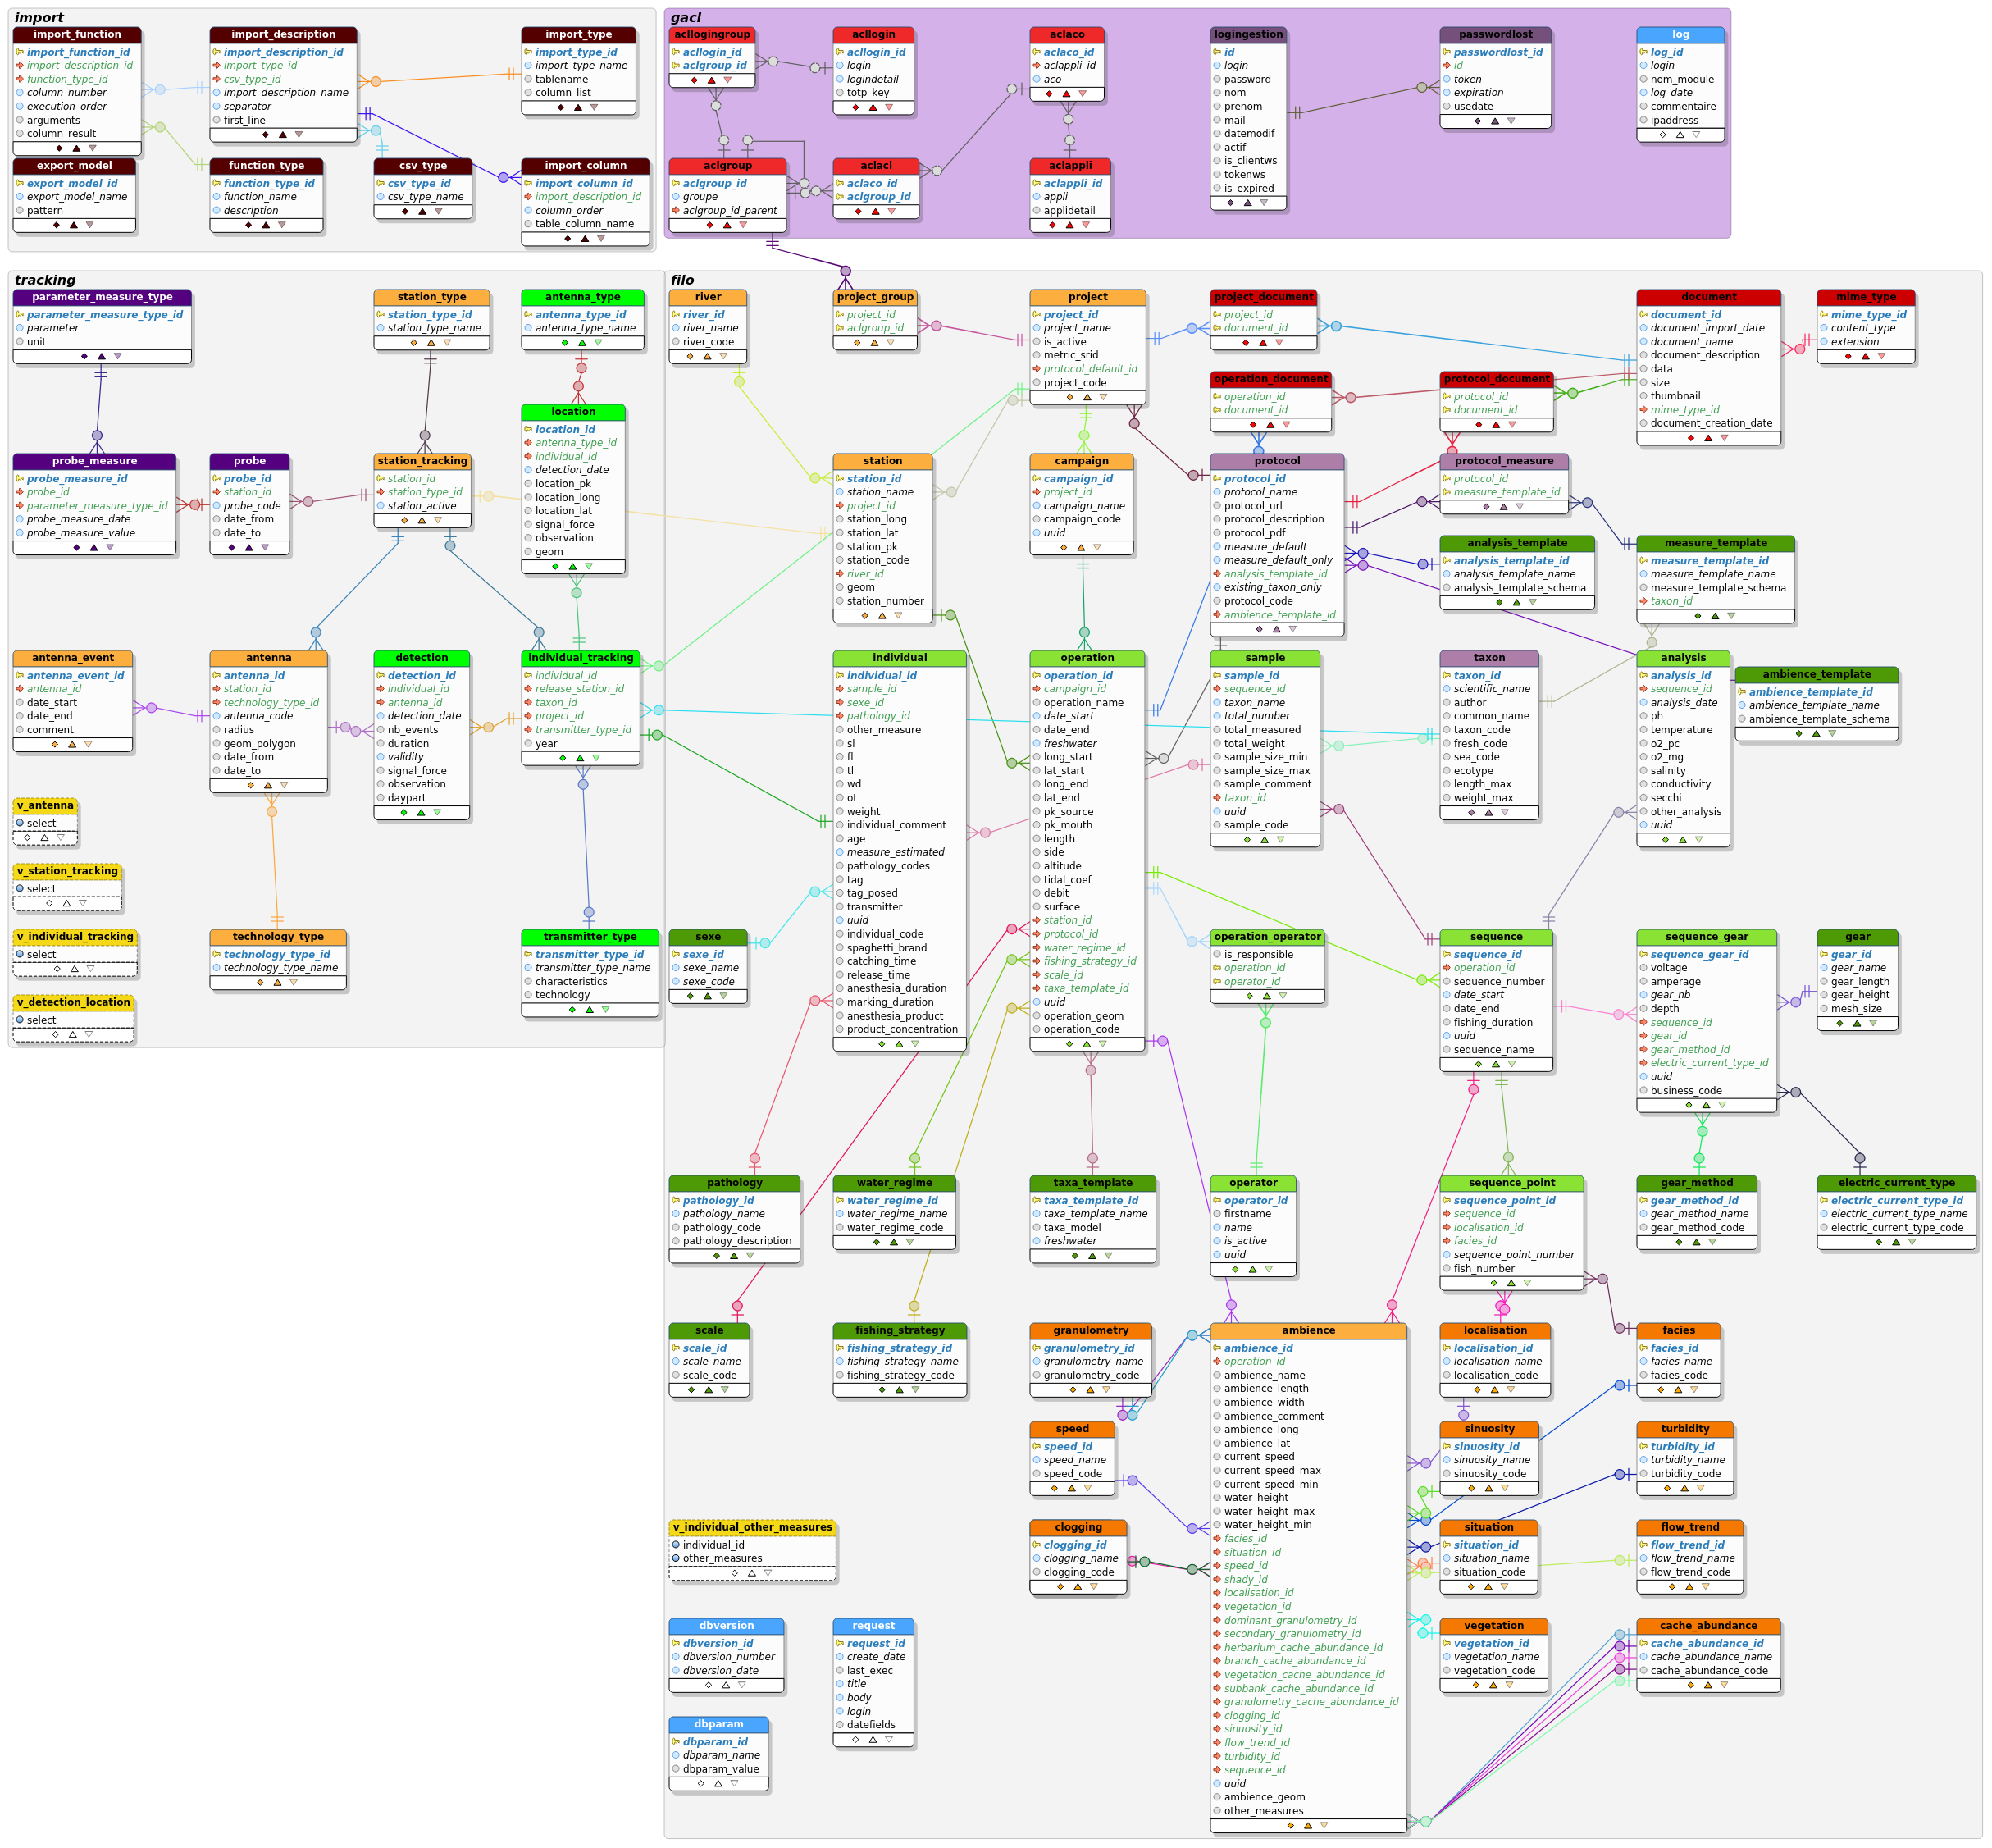 import
import_function
import_function_id
import_description_id
function_type_id
column_number
execution_order
arguments
column_result
import_description
import_description_id
import_type_id
csv_type_id
import_description_name
separator
first_line
import_type
import_type_id
import_type_name
tablename
column_list
export_model
export_model_id
export_model_name
pattern
function_type
function_type_id
function_name
description
csv_type
csv_type_id
csv_type_name
import_column
import_column_id
import_description_id
column_order
table_column_name
gacl
acllogingroup
acllogin_id
aclgroup_id
acllogin
acllogin_id
login
logindetail
totp_key
aclaco
aclaco_id
aclappli_id
aco
logingestion
id
login
password
nom
prenom
mail
datemodif
actif
is_clientws
tokenws
is_expired
passwordlost
passwordlost_id
id
token
expiration
usedate
log
log_id
login
nom_module
log_date
commentaire
ipaddress
aclgroup
aclgroup_id
groupe
aclgroup_id_parent
aclacl
aclaco_id
aclgroup_id
aclappli
aclappli_id
appli
applidetail
tracking
parameter_measure_type
parameter_measure_type_id
parameter
unit
station_type
station_type_id
station_type_name
antenna_type
antenna_type_id
antenna_type_name
location
location_id
antenna_type_id
individual_id
detection_date
location_pk
location_long
location_lat
signal_force
observation
geom
probe_measure
probe_measure_id
probe_id
parameter_measure_type_id
probe_measure_date
probe_measure_value
probe
probe_id
station_id
probe_code
date_from
date_to
station_tracking
station_id
station_type_id
station_active
antenna_event
antenna_event_id
antenna_id
date_start
date_end
comment
antenna
antenna_id
station_id
technology_type_id
antenna_code
radius
geom_polygon
date_from
date_to
detection
detection_id
individual_id
antenna_id
detection_date
nb_events
duration
validity
signal_force
observation
daypart
individual_tracking
individual_id
release_station_id
taxon_id
project_id
transmitter_type_id
year
v_antenna
select
v_station_tracking
select
v_individual_tracking
select
v_detection_location
select
technology_type
technology_type_id
technology_type_name
transmitter_type
transmitter_type_id
transmitter_type_name
characteristics
technology
filo
river
river_id
river_name
river_code
project_group
project_id
aclgroup_id
project
project_id
project_name
is_active
metric_srid
protocol_default_id
project_code
project_document
project_id
document_id
document
document_id
document_import_date
document_name
document_description
data
size
thumbnail
mime_type_id
document_creation_date
mime_type
mime_type_id
content_type
extension
operation_document
operation_id
document_id
protocol_document
protocol_id
document_id
station
station_id
station_name
project_id
station_long
station_lat
station_pk
station_code
river_id
geom
station_number
campaign
campaign_id
project_id
campaign_name
campaign_code
uuid
protocol
protocol_id
protocol_name
protocol_url
protocol_description
protocol_pdf
measure_default
measure_default_only
analysis_template_id
existing_taxon_only
protocol_code
ambience_template_id
protocol_measure
protocol_id
measure_template_id
analysis_template
analysis_template_id
analysis_template_name
analysis_template_schema
measure_template
measure_template_id
measure_template_name
measure_template_schema
taxon_id
individual
individual_id
sample_id
sexe_id
pathology_id
other_measure
sl
fl
tl
wd
ot
weight
individual_comment
age
measure_estimated
pathology_codes
tag
tag_posed
transmitter
uuid
individual_code
spaghetti_brand
catching_time
release_time
anesthesia_duration
marking_duration
anesthesia_product
product_concentration
operation
operation_id
campaign_id
operation_name
date_start
date_end
freshwater
long_start
lat_start
long_end
lat_end
pk_source
pk_mouth
length
side
altitude
tidal_coef
debit
surface
station_id
protocol_id
water_regime_id
fishing_strategy_id
scale_id
taxa_template_id
uuid
operation_geom
operation_code
sample
sample_id
sequence_id
taxon_name
total_number
total_measured
total_weight
sample_size_min
sample_size_max
sample_comment
taxon_id
uuid
sample_code
taxon
taxon_id
scientific_name
author
common_name
taxon_code
fresh_code
sea_code
ecotype
length_max
weight_max
analysis
analysis_id
sequence_id
analysis_date
ph
temperature
o2_pc
o2_mg
salinity
conductivity
secchi
other_analysis
uuid
ambience_template
ambience_template_id
ambience_template_name
ambience_template_schema
sexe
sexe_id
sexe_name
sexe_code
operation_operator
is_responsible
operation_id
operator_id
sequence
sequence_id
operation_id
sequence_number
date_start
date_end
fishing_duration
uuid
sequence_name
sequence_gear
sequence_gear_id
voltage
amperage
gear_nb
depth
sequence_id
gear_id
gear_method_id
electric_current_type_id
uuid
business_code
gear
gear_id
gear_name
gear_length
gear_height
mesh_size
pathology
pathology_id
pathology_name
pathology_code
pathology_description
water_regime
water_regime_id
water_regime_name
water_regime_code
taxa_template
taxa_template_id
taxa_template_name
taxa_model
freshwater
operator
operator_id
firstname
name
is_active
uuid
sequence_point
sequence_point_id
sequence_id
localisation_id
facies_id
sequence_point_number
fish_number
gear_method
gear_method_id
gear_method_name
gear_method_code
electric_current_type
electric_current_type_id
electric_current_type_name
electric_current_type_code
scale
scale_id
scale_name
scale_code
fishing_strategy
fishing_strategy_id
fishing_strategy_name
fishing_strategy_code
granulometry
granulometry_id
granulometry_name
granulometry_code
ambience
ambience_id
operation_id
ambience_name
ambience_length
ambience_width
ambience_comment
ambience_long
ambience_lat
current_speed
current_speed_max
current_speed_min
water_height
water_height_max
water_height_min
facies_id
situation_id
speed_id
shady_id
localisation_id
vegetation_id
dominant_granulometry_id
secondary_granulometry_id
herbarium_cache_abundance_id
branch_cache_abundance_id
vegetation_cache_abundance_id
subbank_cache_abundance_id
granulometry_cache_abundance_id
clogging_id
sinuosity_id
flow_trend_id
turbidity_id
sequence_id
uuid
ambience_geom
other_measures
localisation
localisation_id
localisation_name
localisation_code
facies
facies_id
facies_name
facies_code
speed
speed_id
speed_name
speed_code
sinuosity
sinuosity_id
sinuosity_name
sinuosity_code
turbidity
turbidity_id
turbidity_name
turbidity_code
v_individual_other_measures
individual_id
other_measures
clogging
clogging_id
clogging_name
clogging_code
situation
situation_id
situation_name
situation_code
flow_trend
flow_trend_id
flow_trend_name
flow_trend_code
dbversion
dbversion_id
dbversion_number
dbversion_date
request
request_id
create_date
last_exec
title
body
login
datefields
vegetation
vegetation_id
vegetation_name
vegetation_code
cache_abundance
cache_abundance_id
cache_abundance_name
cache_abundance_code
dbparam
dbparam_id
dbparam_name
dbparam_value